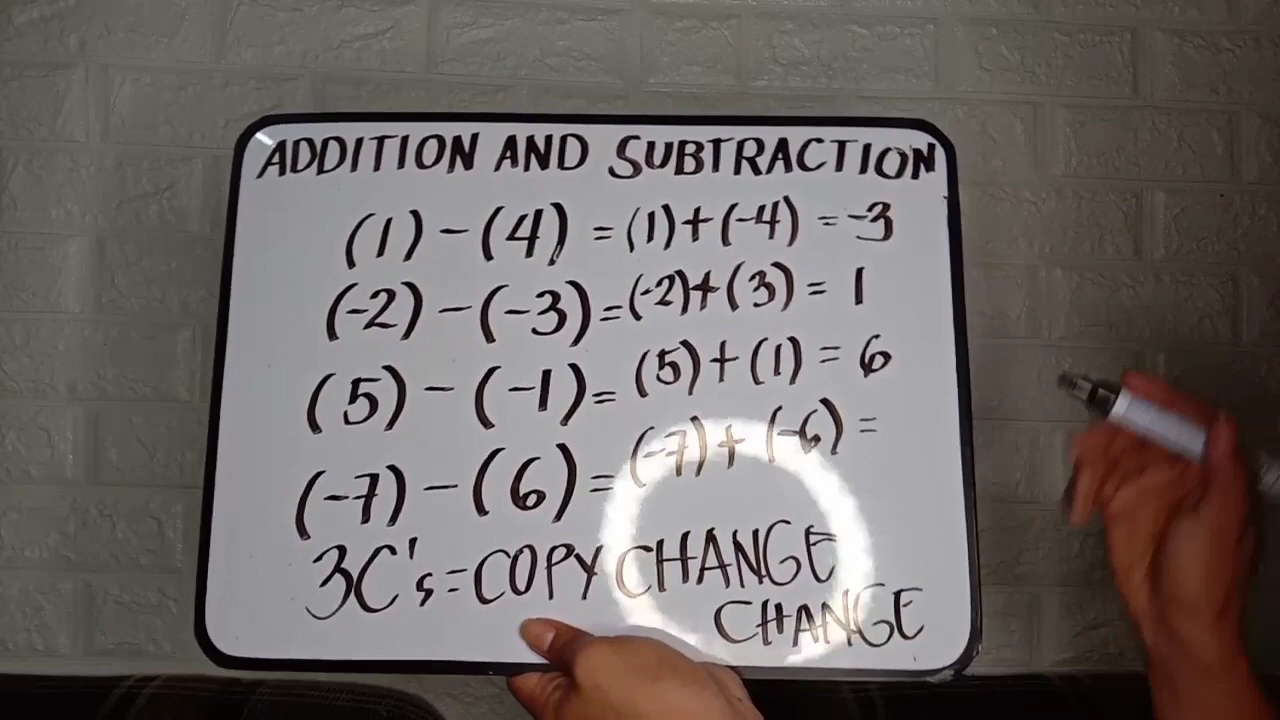 ADDITION AND SUBTRACTION
(1) - (4) = (1)+(-4) = -3
(-2) - (-3) = (-2)+(3) = 1
(5) - (-1) = (5)+(1) = 6
(-7) - (6) = (-7)+(-6) =
3C's = COPY CHANGE
CHANGE